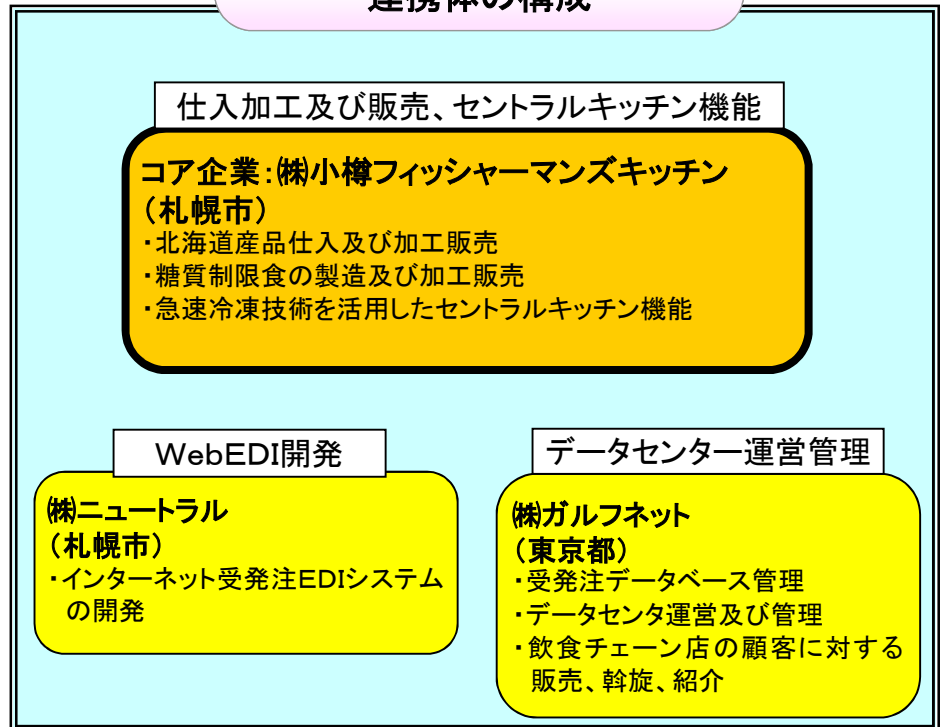 連携体の構成
仕入加工及び販売、セントラルキッチン機能
コア企業:㈱小樽フィッシャーマンズキッチン
(札幌市)
・北海道産品仕入及び加工販売
・糖質制限食の製造及び加工販売
・急速冷凍技術を活用したセントラルキッチン機能
WebEDI開発
㈱ニュートラル
(札幌市)
・インターネット受発注EDIシステム
の開発
データセンター運営管理
㈱ガルフネット
(東京都)
・受発注データベース管理
・データセンタ運営及び管理
・飲食チェーン店の顧客に対する
販売、斡旋、紹介